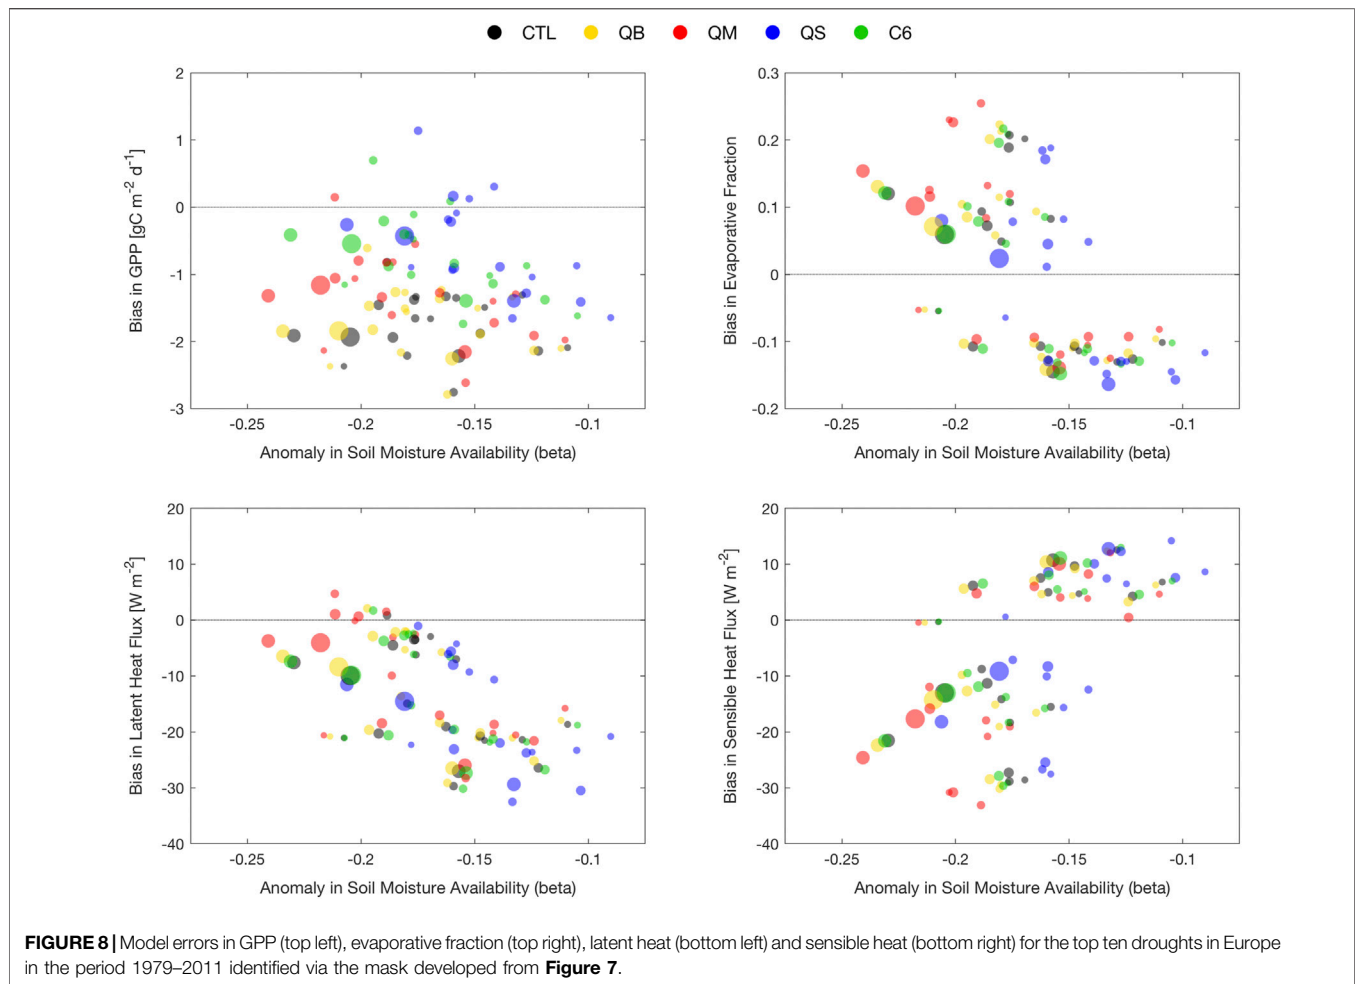 CTL QB QM QS C6
2
1
0
-1
-2
-3
Bias in GPP [gC m⁻² d⁻¹]
-0.25 -0.2 -0.15 -0.1
Anomaly in Soil Moisture Availability (beta)
0.3
0.2
0.1
0
-0.1
-0.2
Bias in Evaporative Fraction
-0.25 -0.2 -0.15 -0.1
Anomaly in Soil Moisture Availability (beta)
20
10
0
-10
-20
-30
-40
Bias in Latent Heat Flux [W m⁻²]
-0.25 -0.2 -0.15 -0.1
Anomaly in Soil Moisture Availability (beta)
20
10
0
-10
-20
-30
-40
Bias in Sensible Heat Flux [W m⁻²]
-0.25 -0.2 -0.15 -0.1
Anomaly in Soil Moisture Availability (beta)
FIGURE 8 | Model errors in GPP (top left), evaporative fraction (top right), latent heat (bottom left) and sensible heat (bottom right) for the top ten droughts in Europe
in the period 1979–2011 identified via the mask developed from Figure 7.